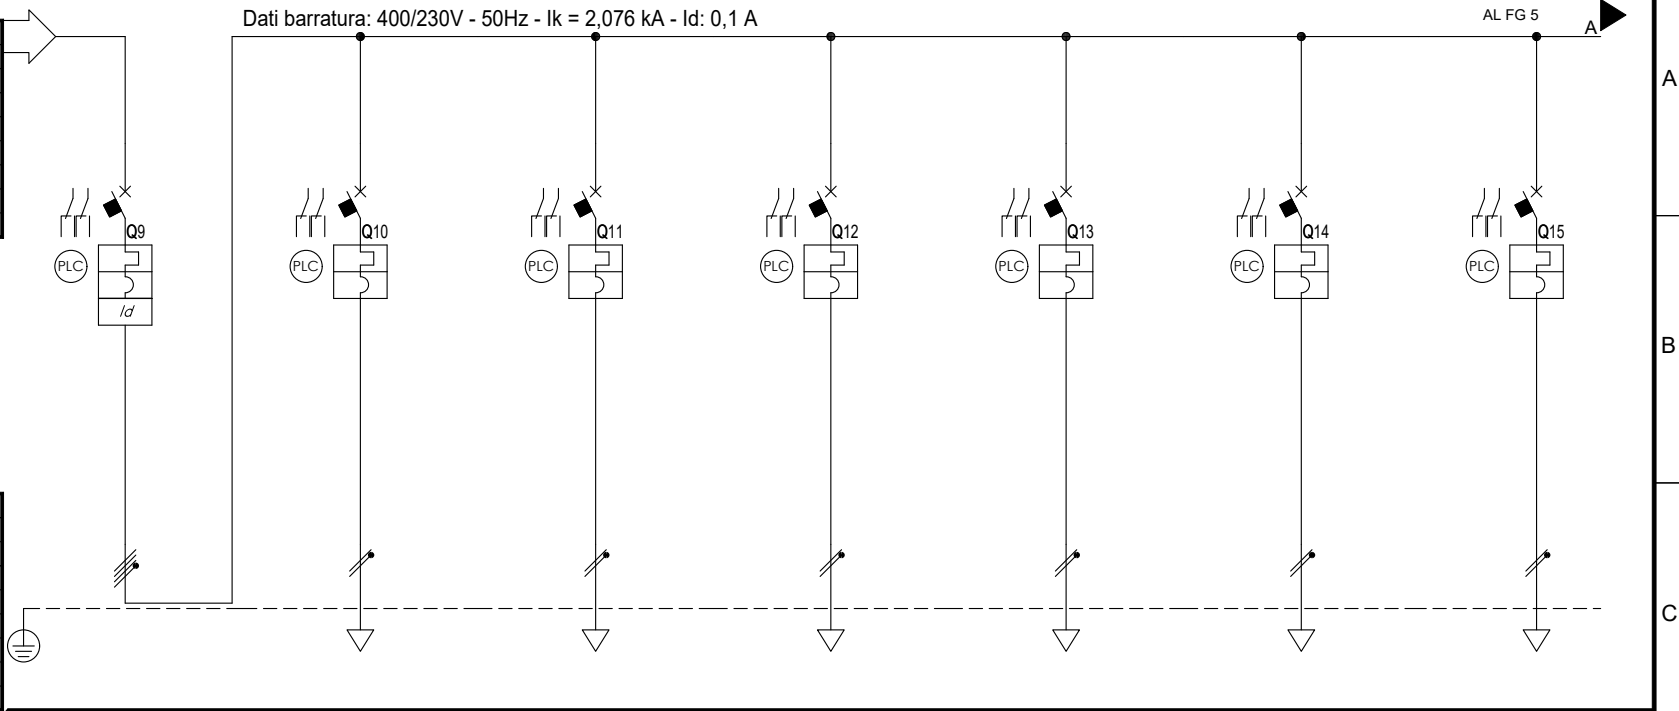 Dati barratura: 400/230V - 50Hz - Ik = 2,076 kA - Id: 0,1 A
AL FG 5
A
A
Q9
Q10
Q11
Q12
Q13
Q14
Q15
PLC
PLC
PLC
PLC
PLC
PLC
PLC
Id
B
C